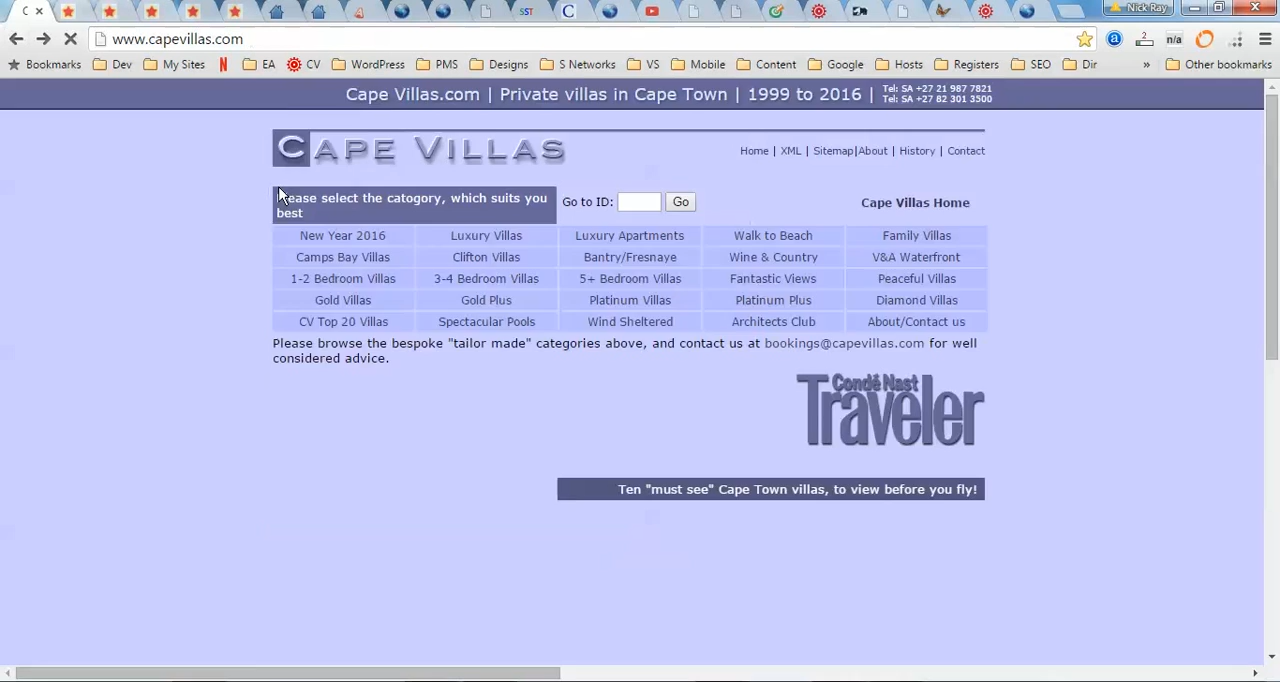 Nick Ray
www.capevillas.com
SST
C
a
2
n/a
Bookmarks Dev My Sites N EA CV WordPress PMS Designs S Networks VS Mobile Content Google Hosts Registers SEO Dir » Other bookmarks
Cape Villas.com | Private villas in Cape Town | 1999 to 2016 | Tel: SA +27 21 987 7821
Tel: SA +27 82 301 3500
CAPE VILLAS
Home | XML | Sitemap|About | History | Contact
Please select the catogory, which suits you
best
Go to ID: Go
Cape Villas Home
New Year 2016 Luxury Villas Luxury Apartments Walk to Beach Family Villas
Camps Bay Villas Clifton Villas Bantry/Fresnaye Wine & Country V&A Waterfront
1-2 Bedroom Villas 3-4 Bedroom Villas 5+ Bedroom Villas Fantastic Views Peaceful Villas
Gold Villas Gold Plus Platinum Villas Platinum Plus Diamond Villas
CV Top 20 Villas Spectacular Pools Wind Sheltered Architects Club About/Contact us
Please browse the bespoke "tailor made" categories above, and contact us at bookings@capevillas.com for well
considered advice.
Condé Nast
Traveler
Ten "must see" Cape Town villas, to view before you fly!